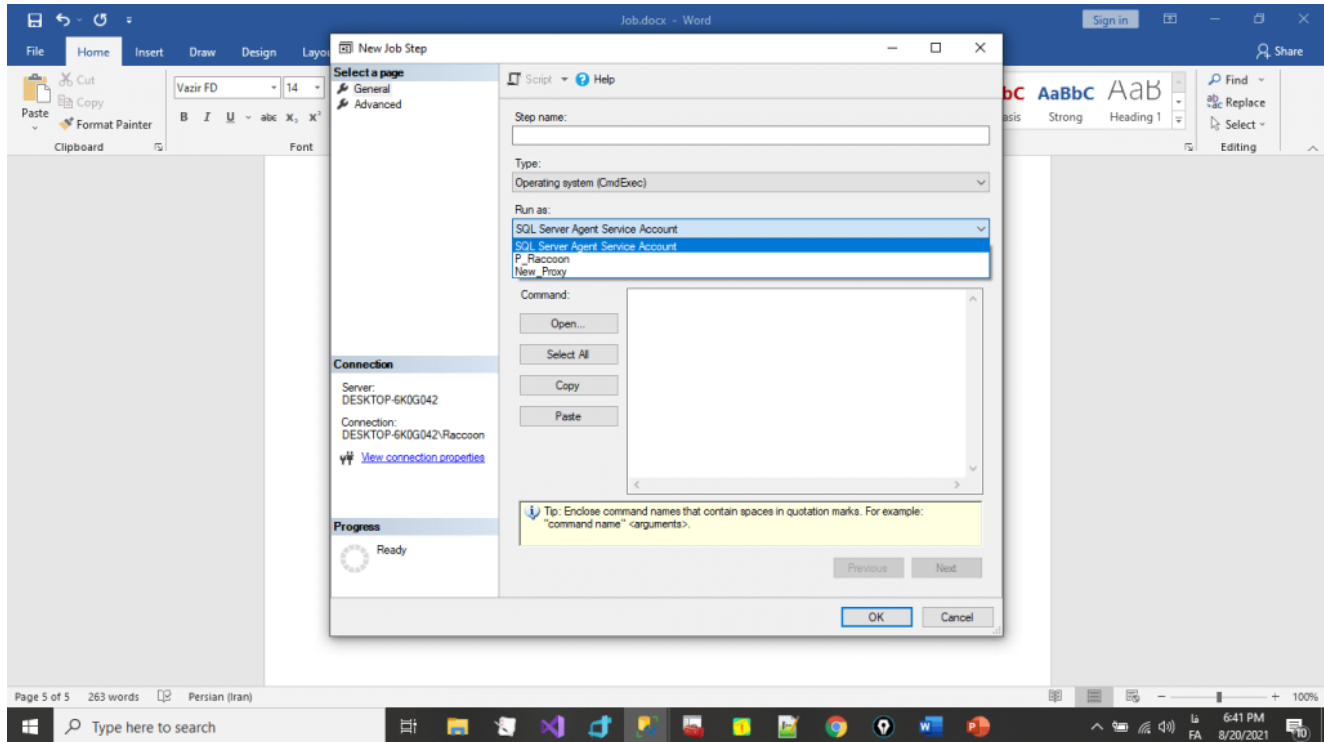 Job.docx - Word
Sign in
File Home Insert Draw Design Layou
Share
Cut
Copy
Paste
Format Painter
Clipboard
Vazir FD 14
B I U abc X₂ X²
Font
bC AaBbC AaB
asis Strong Heading 1
Find
Replace
Select
Editing
New Job Step
Select a page
General
Advanced
Script Help
Step name:
Type:
Operating system (CmdExec)
Run as:
SQL Server Agent Service Account
SQL Server Agent Service Account
P_Raccoon
New_Proxy
Command:
Open...
Select All
Copy
Paste
Connection
Server:
DESKTOP-6K0G042
Connection:
DESKTOP-6K0G042\Raccoon
View connection properties
Progress
Ready
Tip: Enclose command names that contain spaces in quotation marks. For example:
"command name" <arguments>.
Previous Next
OK Cancel
Page 5 of 5 263 words Persian (Iran)
100%
Type here to search
فا
FA
6:41 PM
8/20/2021